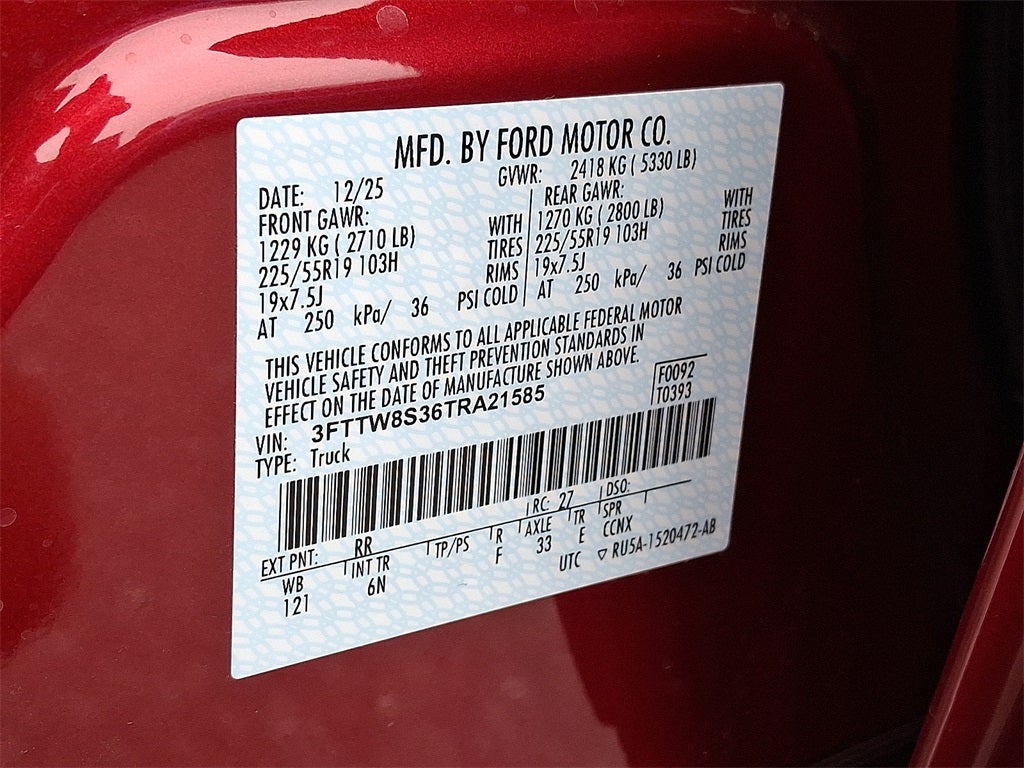 MFD. BY FORD MOTOR CO.
DATE: 12/25 GVWR: 2418 KG ( 5330 LB)
FRONT GAWR: REAR GAWR:
1229 KG ( 2710 LB) WITH 1270 KG ( 2800 LB) WITH
225/55R19 103H TIRES 225/55R19 103H TIRES
19x7.5J RIMS 19x7.5J RIMS
AT 250 kPa/ 36 PSI COLD AT 250 kPa/ 36 PSI COLD
THIS VEHICLE CONFORMS TO ALL APPLICABLE FEDERAL MOTOR
VEHICLE SAFETY AND THEFT PREVENTION STANDARDS IN
EFFECT ON THE DATE OF MANUFACTURE SHOWN ABOVE.
VIN: 3FTTW8S36TRA21585 F0092
TYPE: Truck T0393
EXT PNT: RR RC: 27 DSO:
WB INT TR TP/PS R AXLE TR SPR
121 6N F 33 E CCNX
UTC ▽ RU5A-1520472-AB